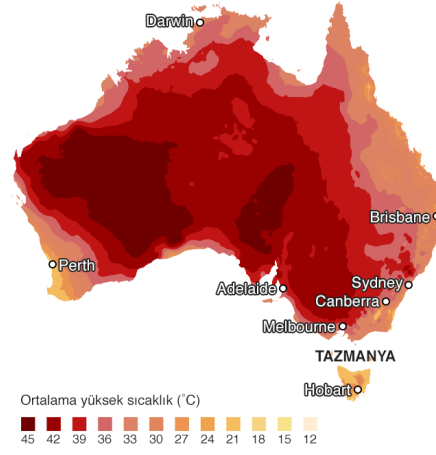 Darwin
Brisbane
Perth
Sydney
Adelaide
Canberra
Melbourne
TAZMANYA
Hobart
Ortalama yüksek sıcaklık (°C)
45 42 39 36 33 30 27 24 21 18 15 12